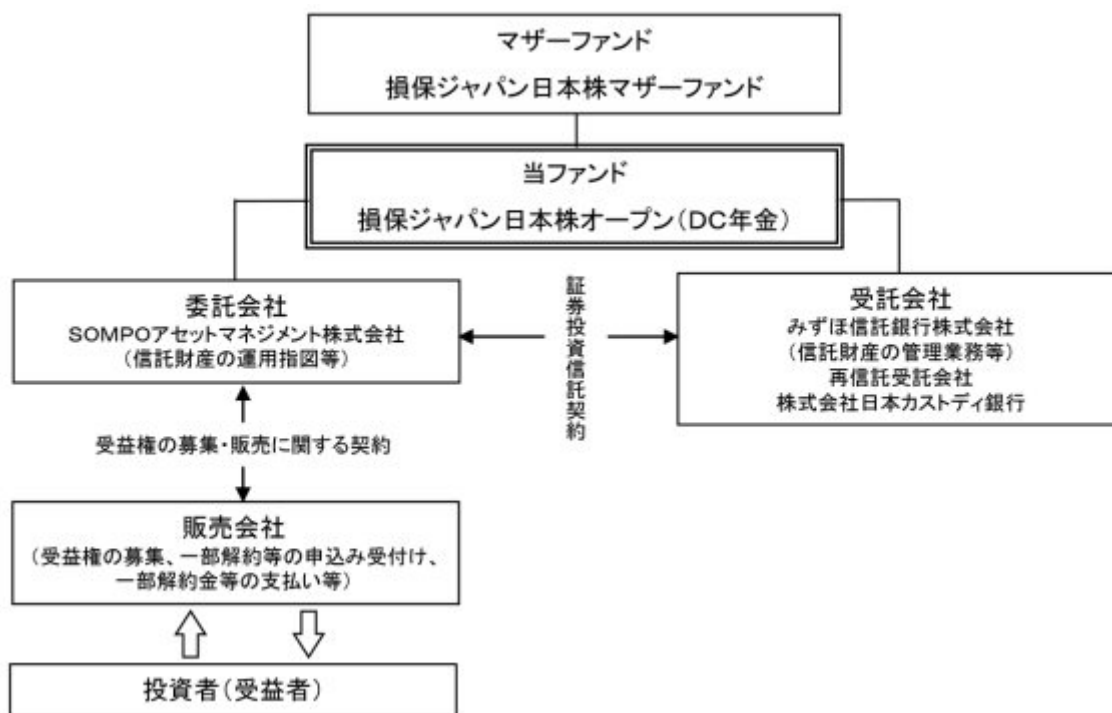 マザーファンド
損保ジャパン日本株マザーファンド
当ファンド
損保ジャパン日本株オープン(DC年金)
委託会社
SOMPOアセットマネジメント株式会社
(信託財産の運用指図等)
証券投資信託契約
受託会社
みずほ信託銀行株式会社
(信託財産の管理業務等)
再信託受託会社
株式会社日本カストディ銀行
受益権の募集・販売に関する契約
販売会社
(受益権の募集、一部解約等の申込み受付け、
一部解約金等の支払い等)
投資者(受益者)